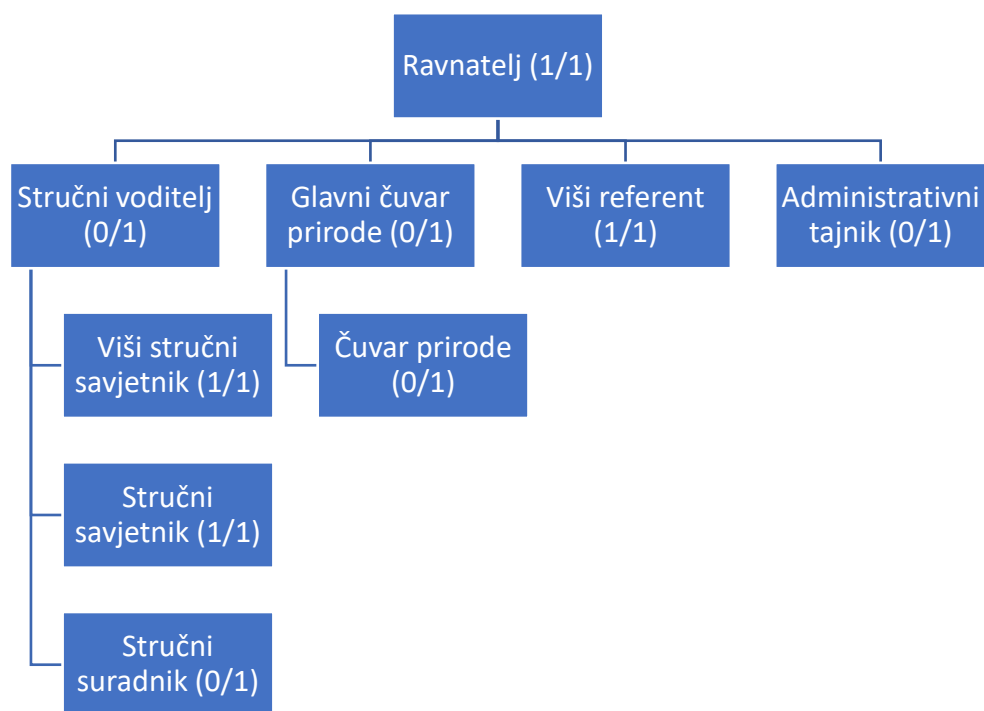 Ravnatelj (1/1)
Stručni voditelj
(0/1)
Glavni čuvar
prirode (0/1)
Viši referent
(1/1)
Administrativni
tajnik (0/1)
Viši stručni
savjetnik (1/1)
Čuvar prirode
(0/1)
Stručni
savjetnik (1/1)
Stručni
suradnik (0/1)